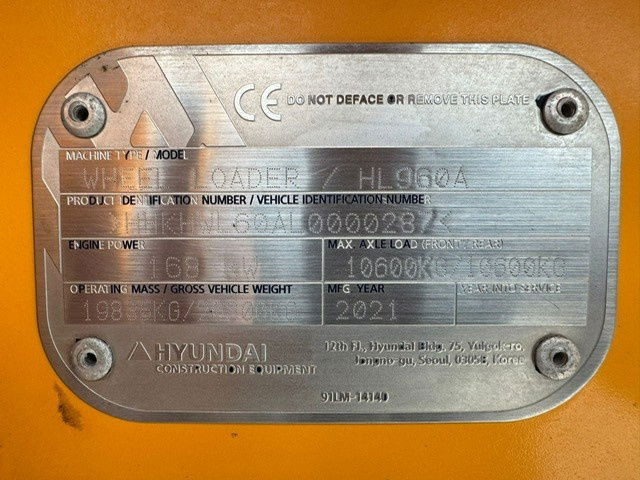 CE DO NOT DEFACE OR REMOVE THIS PLATE
MACHINE TYPE / MODEL
WHEEL LOADER / HL960A
PRODUCT IDENTIFICATION NUMBER / VEHICLE IDENTIFICATION NUMBER
ENGINE POWER MAX. AXLE LOAD (FRONT / REAR)
168 KW 10600KG/10600KG
OPERATING MASS / GROSS VEHICLE WEIGHT MFG YEAR YEAR INTO SERVICE
2021
HYUNDAI
CONSTRUCTION EQUIPMENT
12th Fl., Hyundai Bldg. 75, Yulgok-ro,
Jongno-gu, Seoul, 03058, Korea
91LM-14140